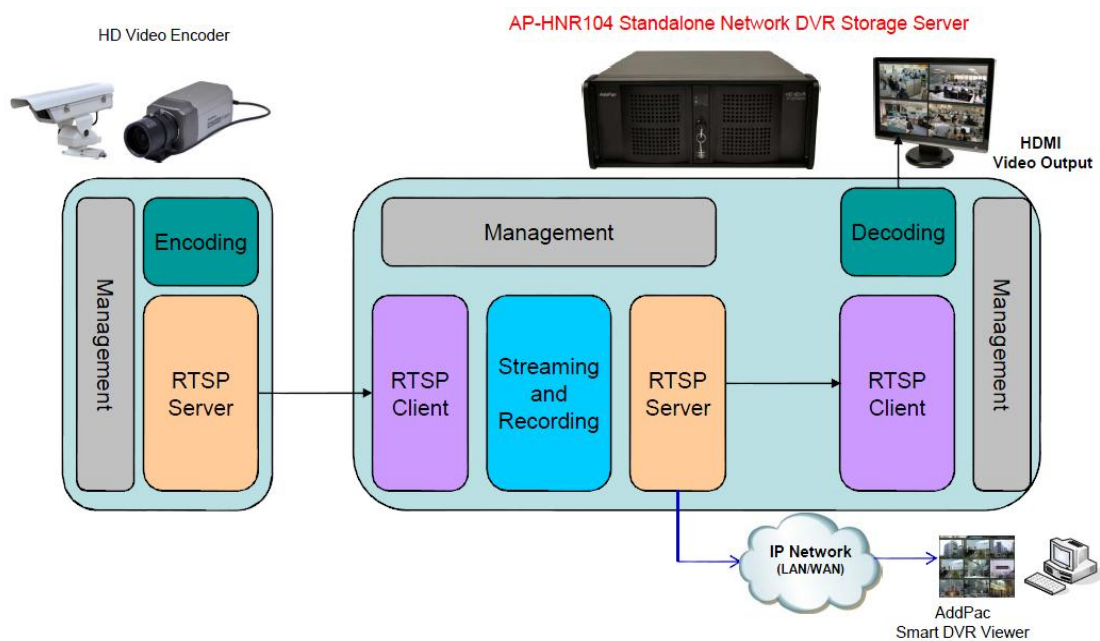 HD Video Encoder
AP-HNR104 Standalone Network DVR Storage Server
AddPac
HDMI
Video Output
Management
Encoding
RTSP
Server
Management
RTSP
Client
Streaming
and
Recording
RTSP
Server
Decoding
RTSP
Client
Management
IP Network
(LAN/WAN)
AddPac
Smart DVR Viewer